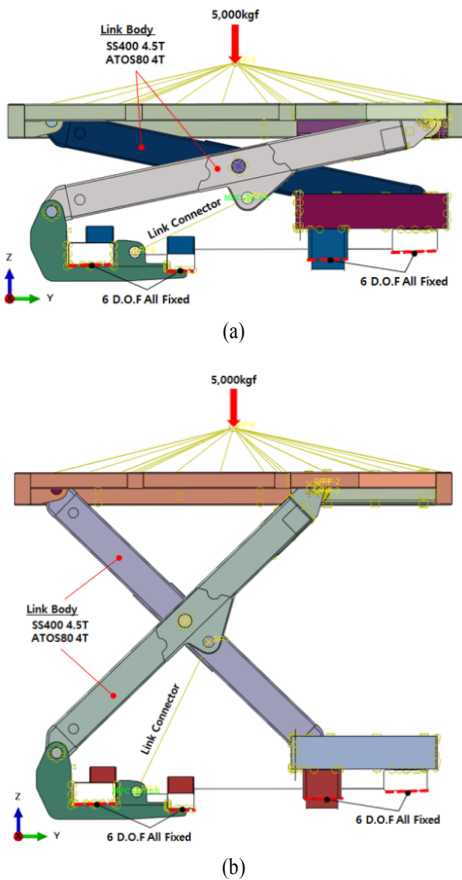 5,000kgf
Link Body
SS400 4.5T
ATOS80 4T
Link Connector
6 D.O.F All Fixed
6 D.O.F All Fixed
Z
Y
X
(a)
5,000kgf
Link Body
SS400 4.5T
ATOS80 4T
Link Connector
6 D.O.F All Fixed
6 D.O.F All Fixed
Z
Y
X
(b)